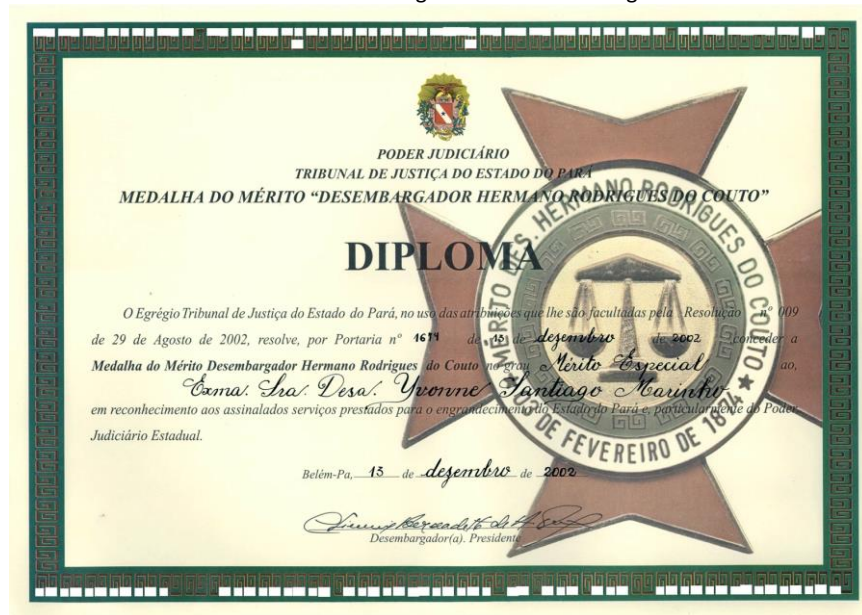 PODER JUDICIÁRIO
TRIBUNAL DE JUSTIÇA DO ESTADO DO PARÁ
MEDALHA DO MÉRITO “DESEMBARGADOR HERMANO RODRIGUES DO COUTO”
DIPLOMA
O Egrégio Tribunal de Justiça do Estado do Pará, no uso das atribuições que lhe são facultadas pela Resolução nº 009
de 29 de Agosto de 2002, resolve, por Portaria nº de 13 de dezembro de 2002 conceder a
Medalha do Mérito Desembargador Hermano Rodrigues do Couto no grau Mérito Especial ao,
Exma. Sra. Desa. Yvonne Santiago Marinho
em reconhecimento aos assinalados serviços prestados para o engrandecimento do Estado do Pará e, particularmente do Poder
Judiciário Estadual.
Belém-Pa, 13 de dezembro de 2002
Desembargador(a). Presidente
MÉRITO DES. HERMANO RODRIGUES DO COUTO ★
DE FEVEREIRO DE 1874